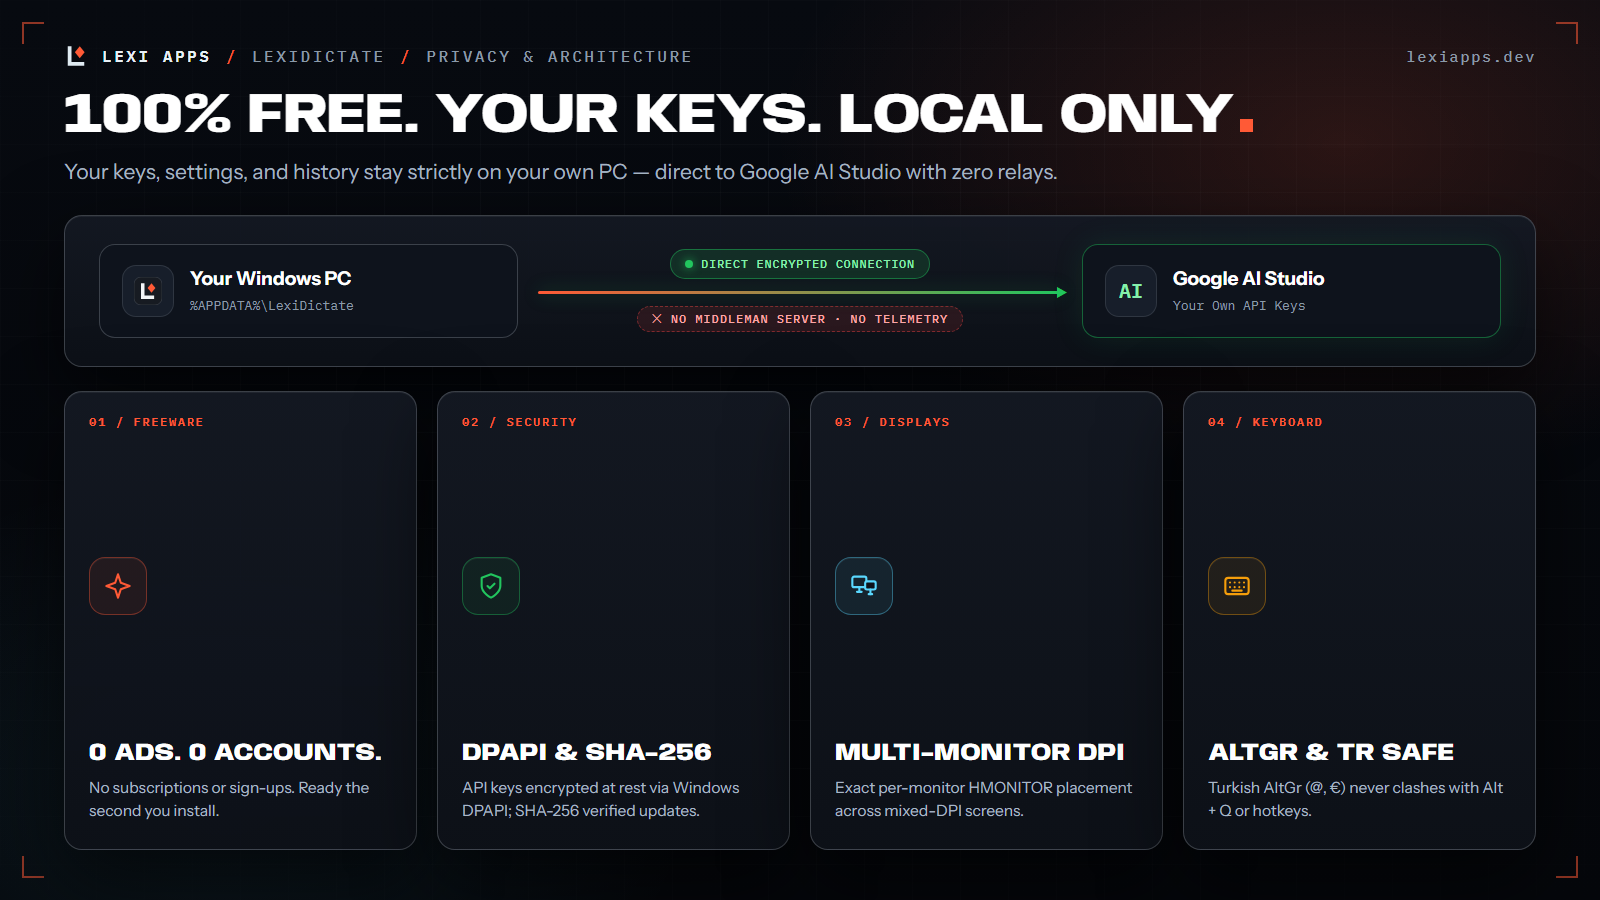 LEXI APPS / LEXIDICTATE / PRIVACY & ARCHITECTURE
lexiapps.dev
100% FREE. YOUR KEYS. LOCAL ONLY.
Your keys, settings, and history stay strictly on your own PC — direct to Google AI Studio with zero relays.
Your Windows PC
%APPDATA%\LexiDictate
DIRECT ENCRYPTED CONNECTION
NO MIDDLEMAN SERVER · NO TELEMETRY
AI
Google AI Studio
Your Own API Keys
01 / FREEWARE
0 ADS. 0 ACCOUNTS.
No subscriptions or sign-ups. Ready the
second you install.
02 / SECURITY
DPAPI & SHA-256
API keys encrypted at rest via Windows
DPAPI; SHA-256 verified updates.
03 / DISPLAYS
MULTI-MONITOR DPI
Exact per-monitor HMONITOR placement
across mixed-DPI screens.
04 / KEYBOARD
ALTGR & TR SAFE
Turkish AltGr (@, €) never clashes with Alt
+ Q or hotkeys.